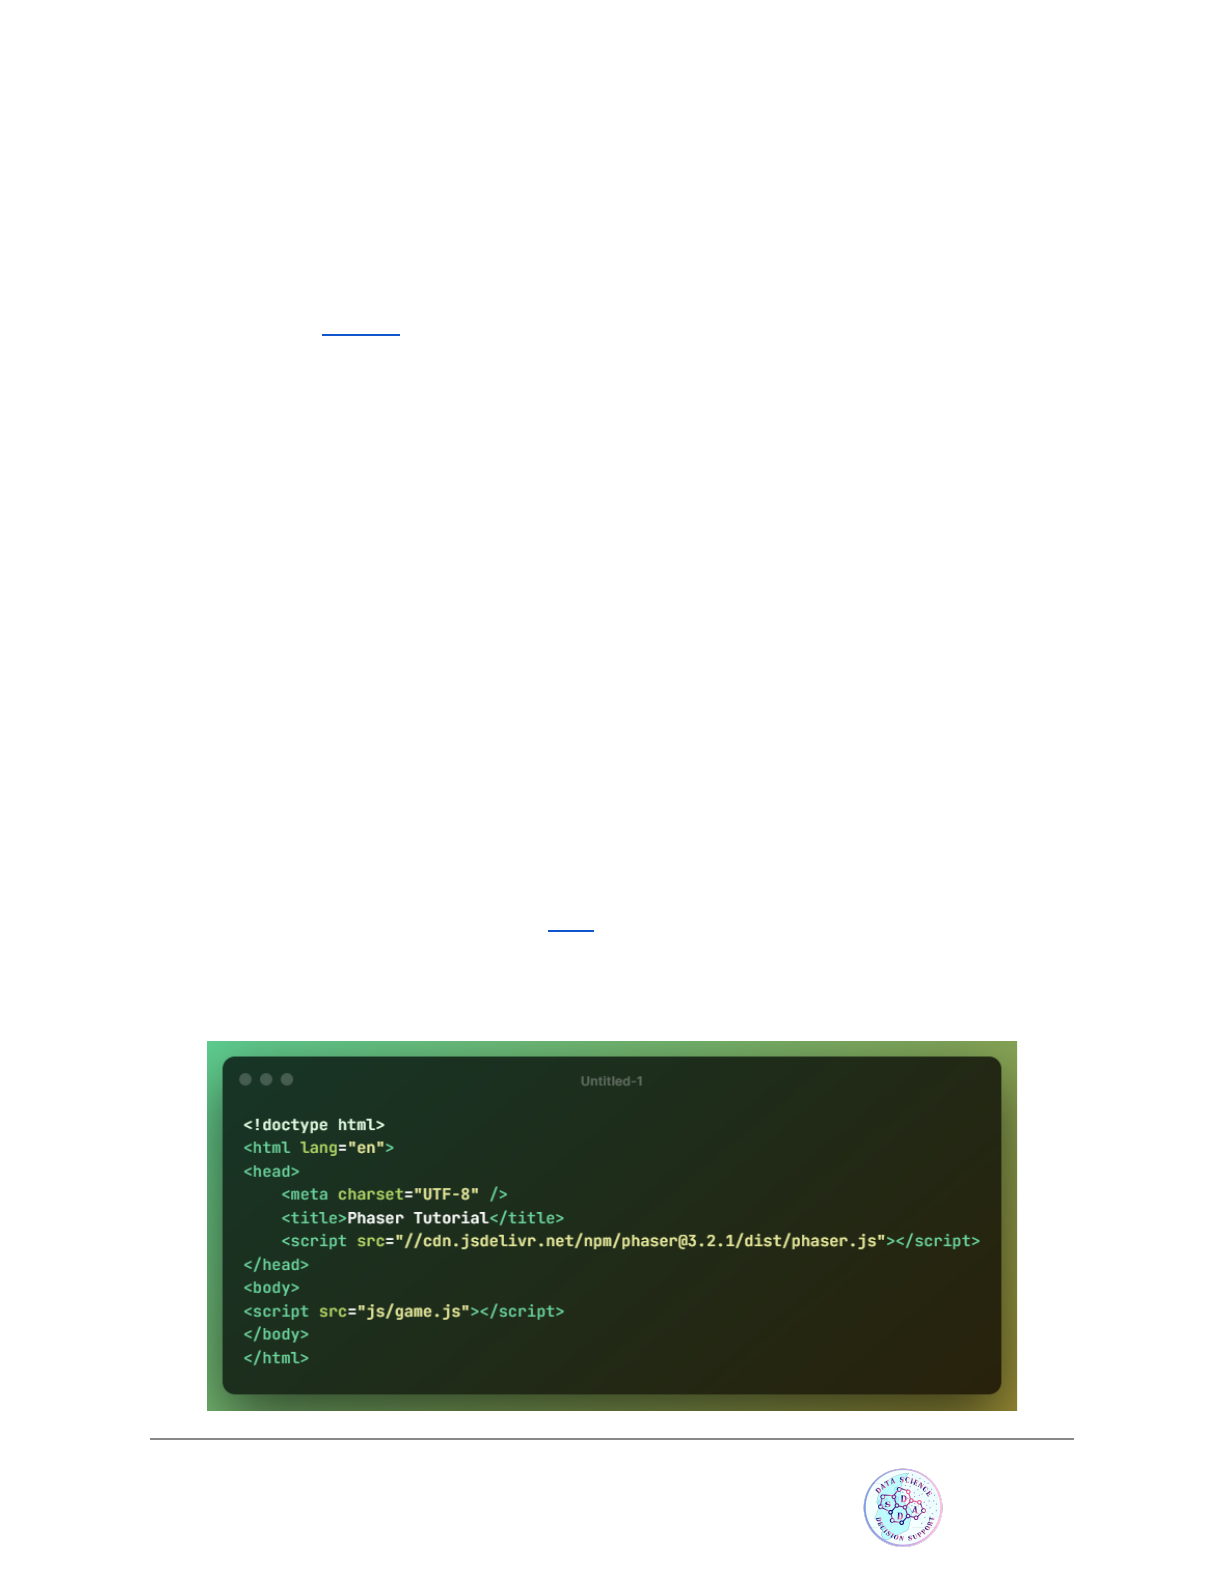 Untitled-1
<!doctype html>
<html lang="en">
<head>
    <meta charset="UTF-8" />
    <title>Phaser Tutorial</title>
    <script src="//cdn.jsdelivr.net/npm/phaser@3.2.1/dist/phaser.js"></script>
</head>
<body>
<script src="js/game.js"></script>
</body>
</html>
DATA SCIENCE
S D D A
DECISION SUPPORT